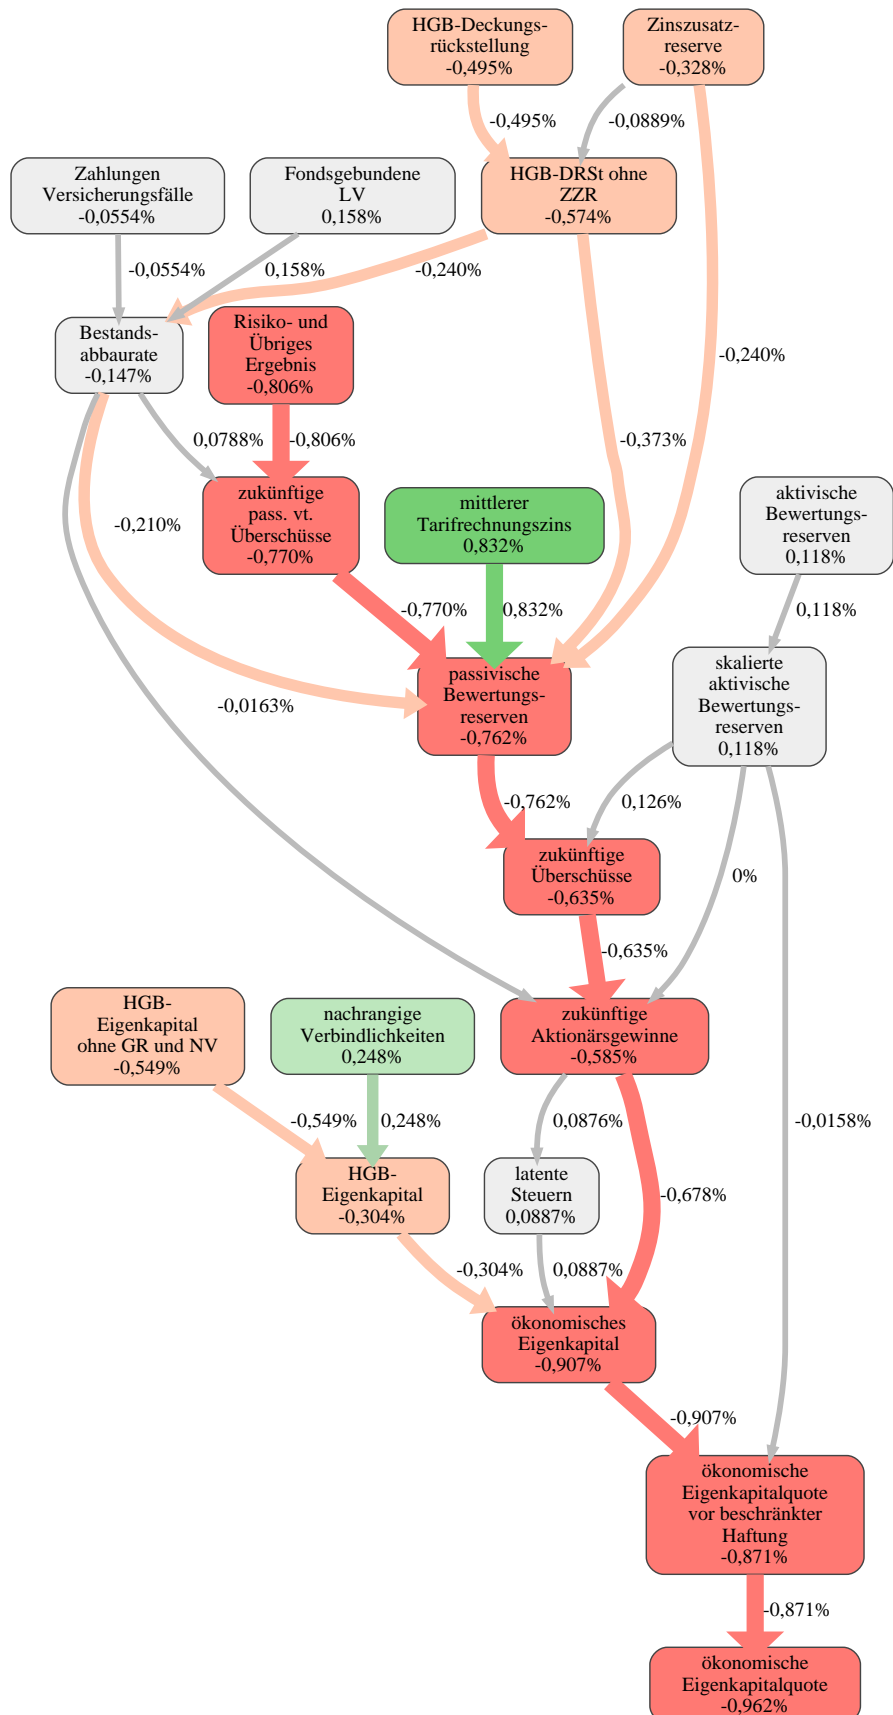 HGB-Deckungs-
rückstellung
-0,495%
Zinszusatz-
reserve
-0,328%
-0,495%
-0,0889%
Zahlungen
Versicherungsfälle
-0,0554%
Fondsgebundene
LV
0,158%
HGB-DRSt ohne
ZZR
-0,574%
-0,0554%
0,158%
-0,240%
Bestands-
abbaurate
-0,147%
Risiko- und
Übriges
Ergebnis
-0,806%
-0,240%
0,0788%
-0,806%
-0,373%
zukünftige
pass. vt.
Überschüsse
-0,770%
mittlerer
Tarifrechnungszins
0,832%
aktivische
Bewertungs-
reserven
0,118%
-0,210%
-0,770%
0,832%
0,118%
passivische
Bewertungs-
reserven
-0,762%
skalierte
aktivische
Bewertungs-
reserven
0,118%
-0,0163%
-0,762%
0,126%
zukünftige
Überschüsse
-0,635%
0%
-0,635%
HGB-
Eigenkapital
ohne GR und NV
-0,549%
nachrangige
Verbindlichkeiten
0,248%
zukünftige
Aktionärsgewinne
-0,585%
-0,549%
0,248%
0,0876%
-0,0158%
HGB-
Eigenkapital
-0,304%
latente
Steuern
0,0887%
-0,678%
-0,304%
0,0887%
ökonomisches
Eigenkapital
-0,907%
-0,907%
ökonomische
Eigenkapitalquote
vor beschränkter
Haftung
-0,871%
-0,871%
ökonomische
Eigenkapitalquote
-0,962%